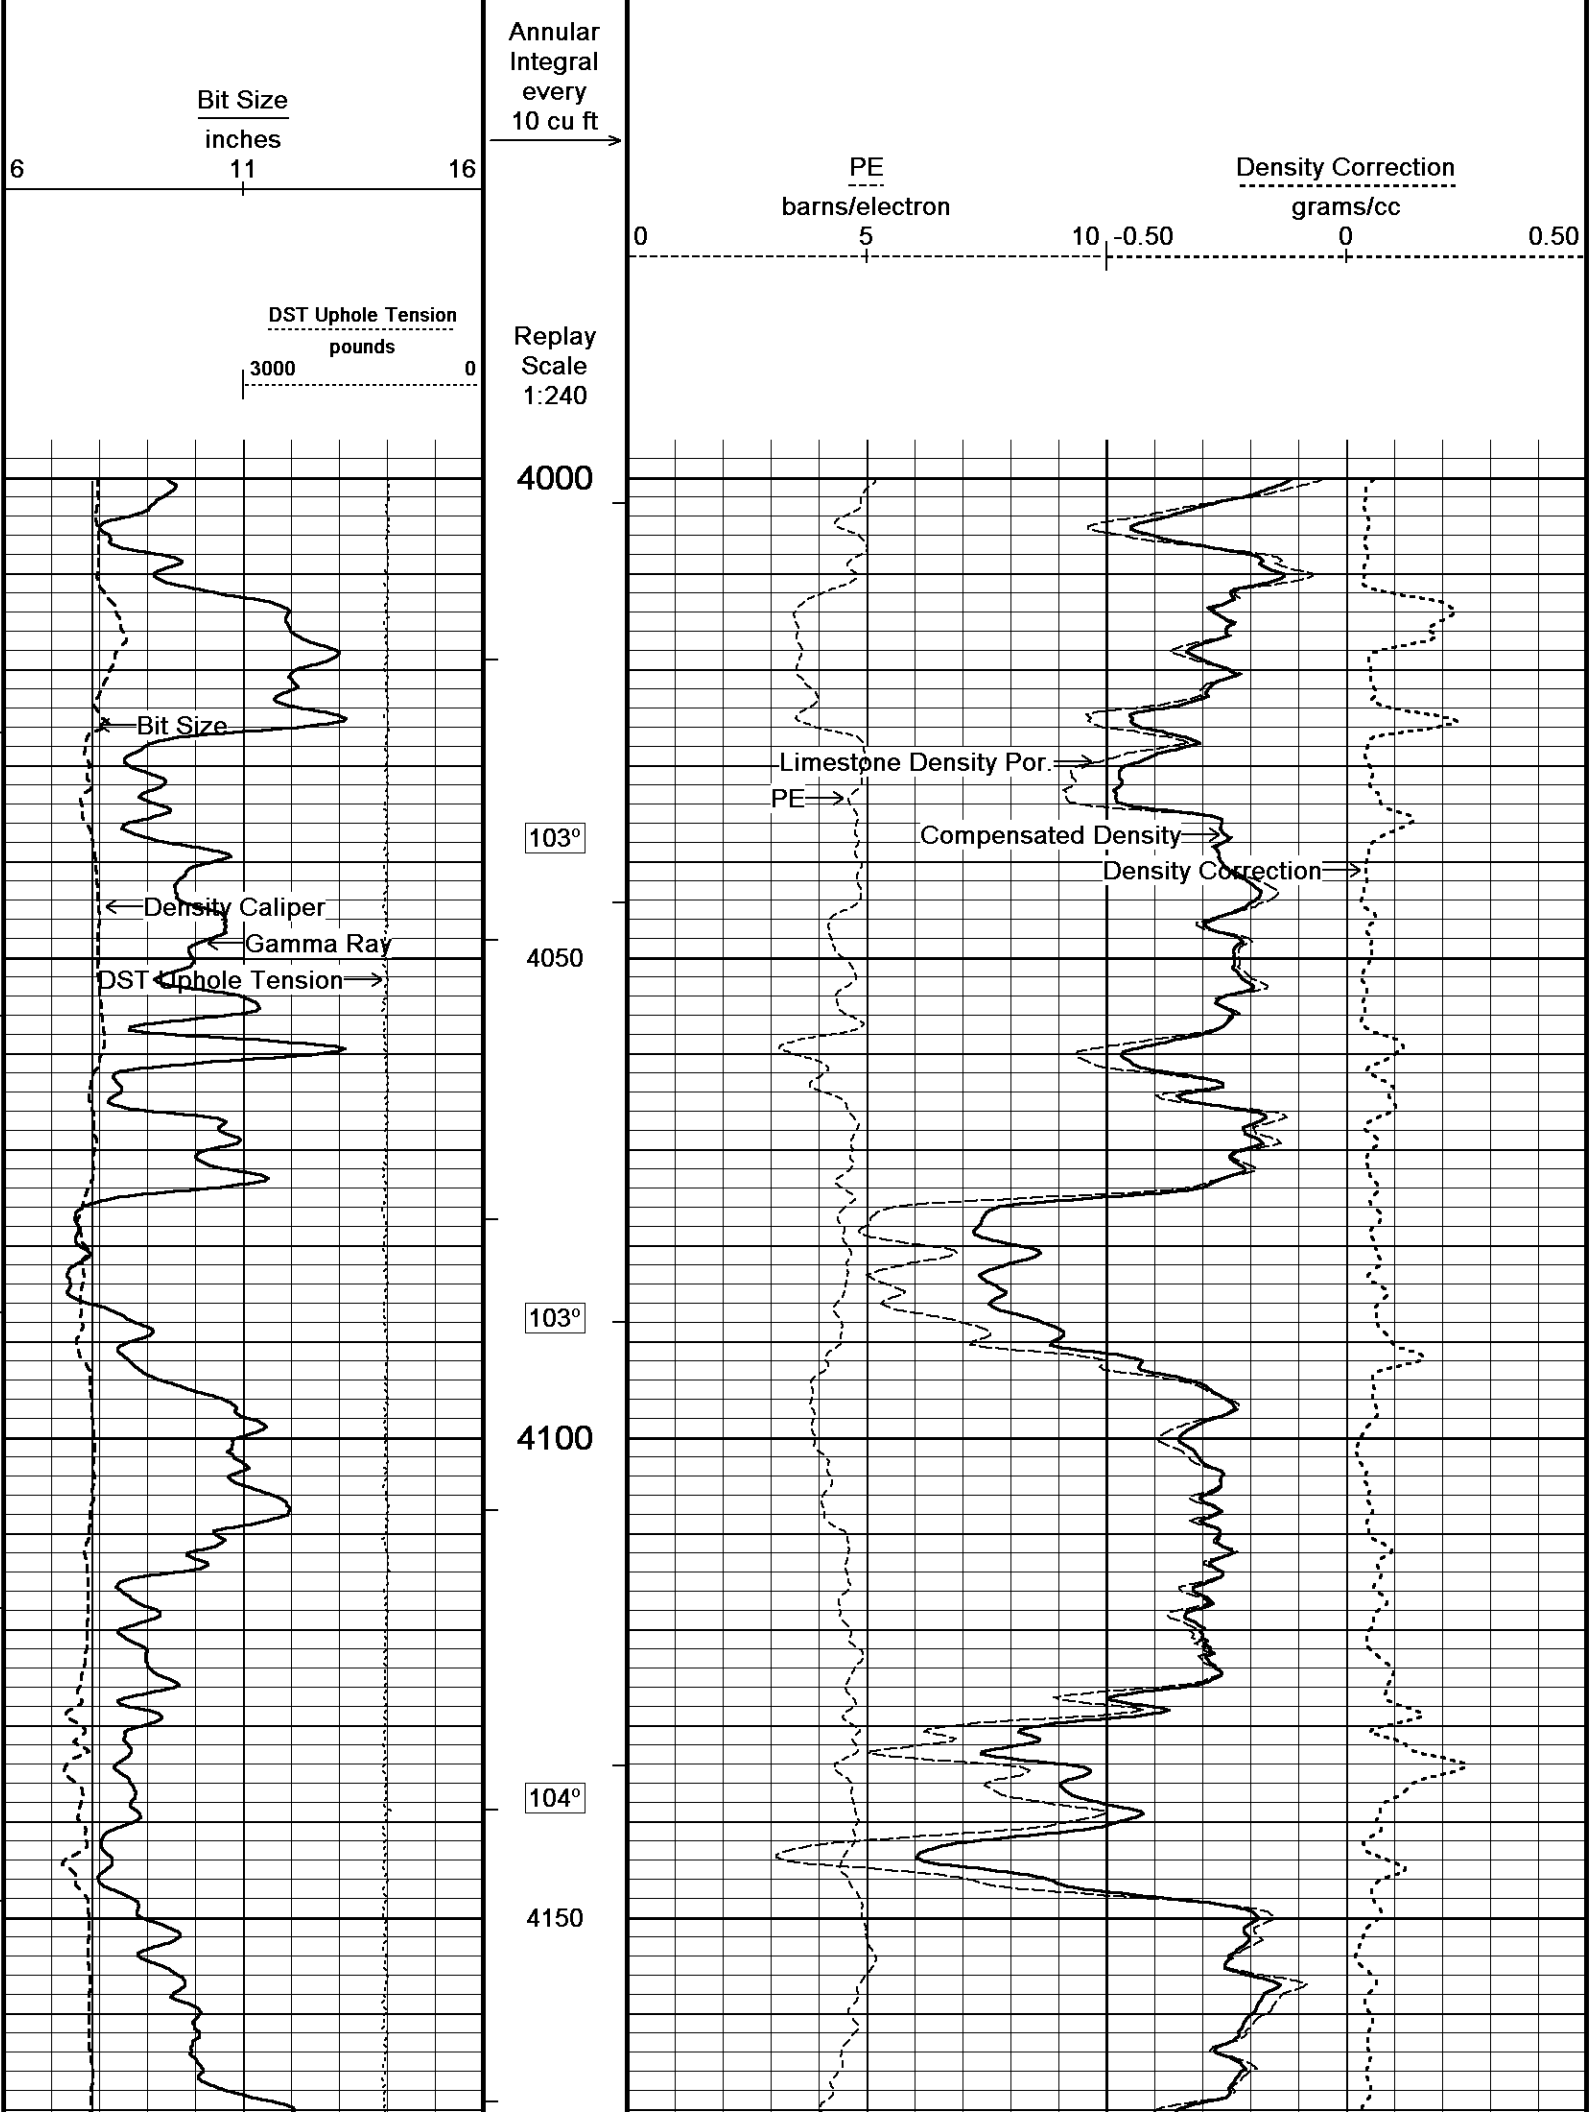 Annular
Integral
every
10 cu ft
Bit Size
inches
6 11 16
PE
barns/electron
0 5 10
Density Correction
grams/cc
-0.50 0 0.50
DST Uphole Tension
pounds
3000 0
Replay
Scale
1:240
4000
Bit Size
Limestone Density Por.
PE
Compensated Density
103º
Density Correction
Density Caliper
Gamma Ray
4050
DST Uphole Tension
103º
4100
104º
4150